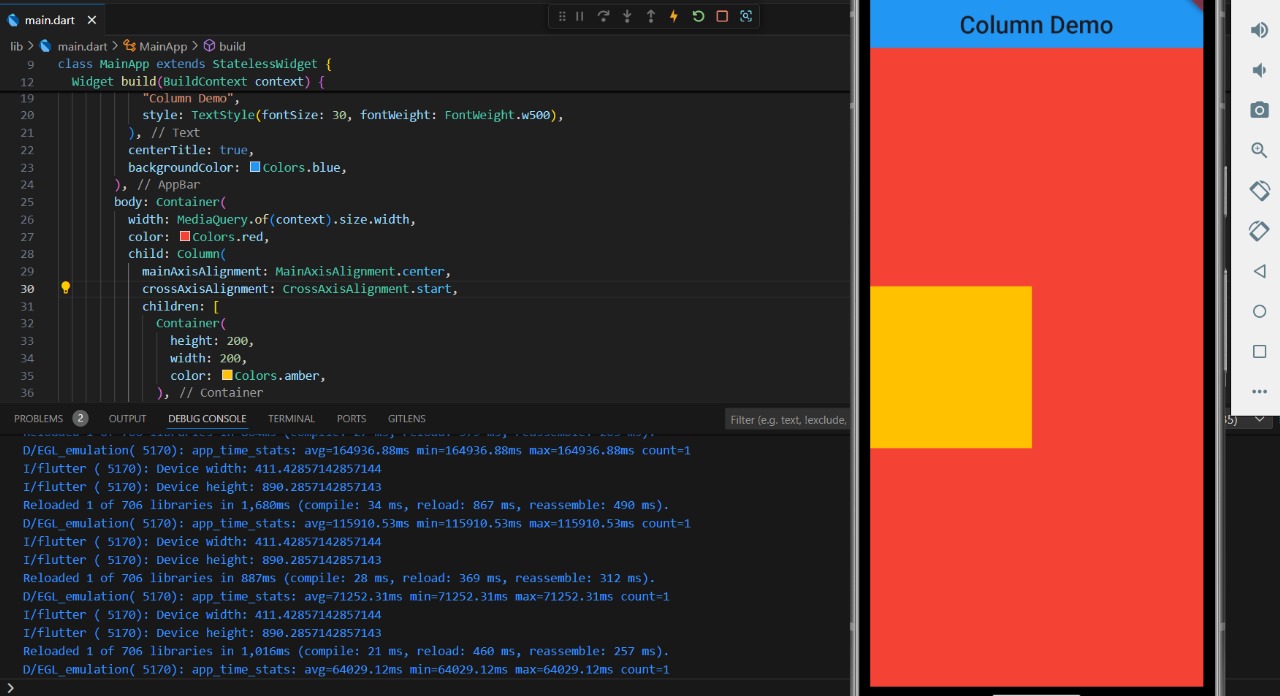 main.dart
lib > main.dart > MainApp > build
9 class MainApp extends StatelessWidget {
12 Widget build(BuildContext context) {
19 "Column Demo",
20 style: TextStyle(fontSize: 30, fontWeight: FontWeight.w500),
21 ), // Text
22 centerTitle: true,
23 backgroundColor: Colors.blue,
24 ), // AppBar
25 body: Container(
26 width: MediaQuery.of(context).size.width,
27 color: Colors.red,
28 child: Column(
29 mainAxisAlignment: MainAxisAlignment.center,
30 crossAxisAlignment: CrossAxisAlignment.start,
31 children: [
32 Container(
33 height: 200,
34 width: 200,
35 color: Colors.amber,
36 ), // Container
PROBLEMS 2 OUTPUT DEBUG CONSOLE TERMINAL PORTS GITLENS Filter (e.g. text, !exclude,
D/EGL_emulation( 5170): app_time_stats: avg=164936.88ms min=164936.88ms max=164936.88ms count=1
I/flutter ( 5170): Device width: 411.42857142857144
I/flutter ( 5170): Device height: 890.2857142857143
Reloaded 1 of 706 libraries in 1,680ms (compile: 34 ms, reload: 867 ms, reassemble: 490 ms).
D/EGL_emulation( 5170): app_time_stats: avg=115910.53ms min=115910.53ms max=115910.53ms count=1
I/flutter ( 5170): Device width: 411.42857142857144
I/flutter ( 5170): Device height: 890.2857142857143
Reloaded 1 of 706 libraries in 887ms (compile: 28 ms, reload: 369 ms, reassemble: 312 ms).
D/EGL_emulation( 5170): app_time_stats: avg=71252.31ms min=71252.31ms max=71252.31ms count=1
I/flutter ( 5170): Device width: 411.42857142857144
I/flutter ( 5170): Device height: 890.2857142857143
Reloaded 1 of 706 libraries in 1,016ms (compile: 21 ms, reload: 460 ms, reassemble: 257 ms).
D/EGL_emulation( 5170): app_time_stats: avg=64029.12ms min=64029.12ms max=64029.12ms count=1
Column Demo